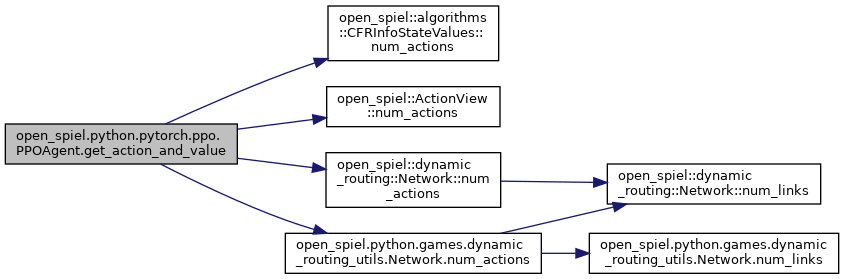 open_spiel::algorithms
::CFRInfoStateValues::
num_actions
open_spiel::ActionView
::num_actions
open_spiel.python.pytorch.ppo.
PPOAgent.get_action_and_value
open_spiel::dynamic
_routing::Network::num
_actions
open_spiel::dynamic
_routing::Network::num_links
open_spiel.python.games.dynamic
_routing_utils.Network.num_actions
open_spiel.python.games.dynamic
_routing_utils.Network.num_links